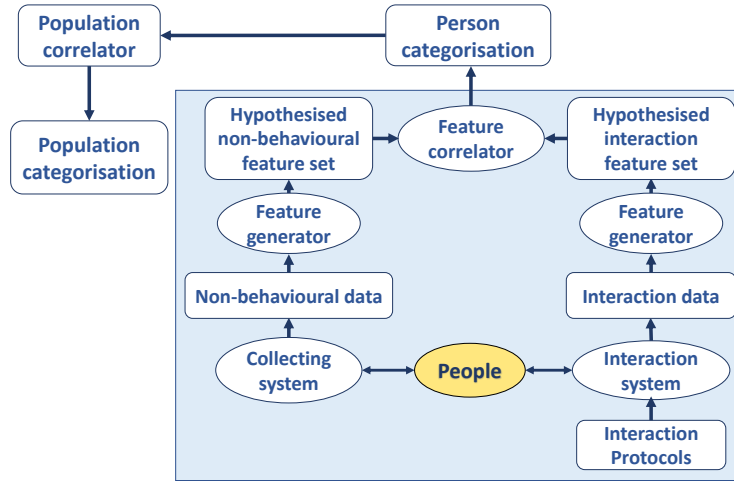 Population
correlator
Person
categorisation
Population
categorisation
Hypothesised
non-behavioural
feature set
Feature
correlator
Hypothesised
interaction
feature set
Feature
generator
Feature
generator
Non-behavioural data
Interaction data
Collecting
system
People
Interaction
system
Interaction
Protocols